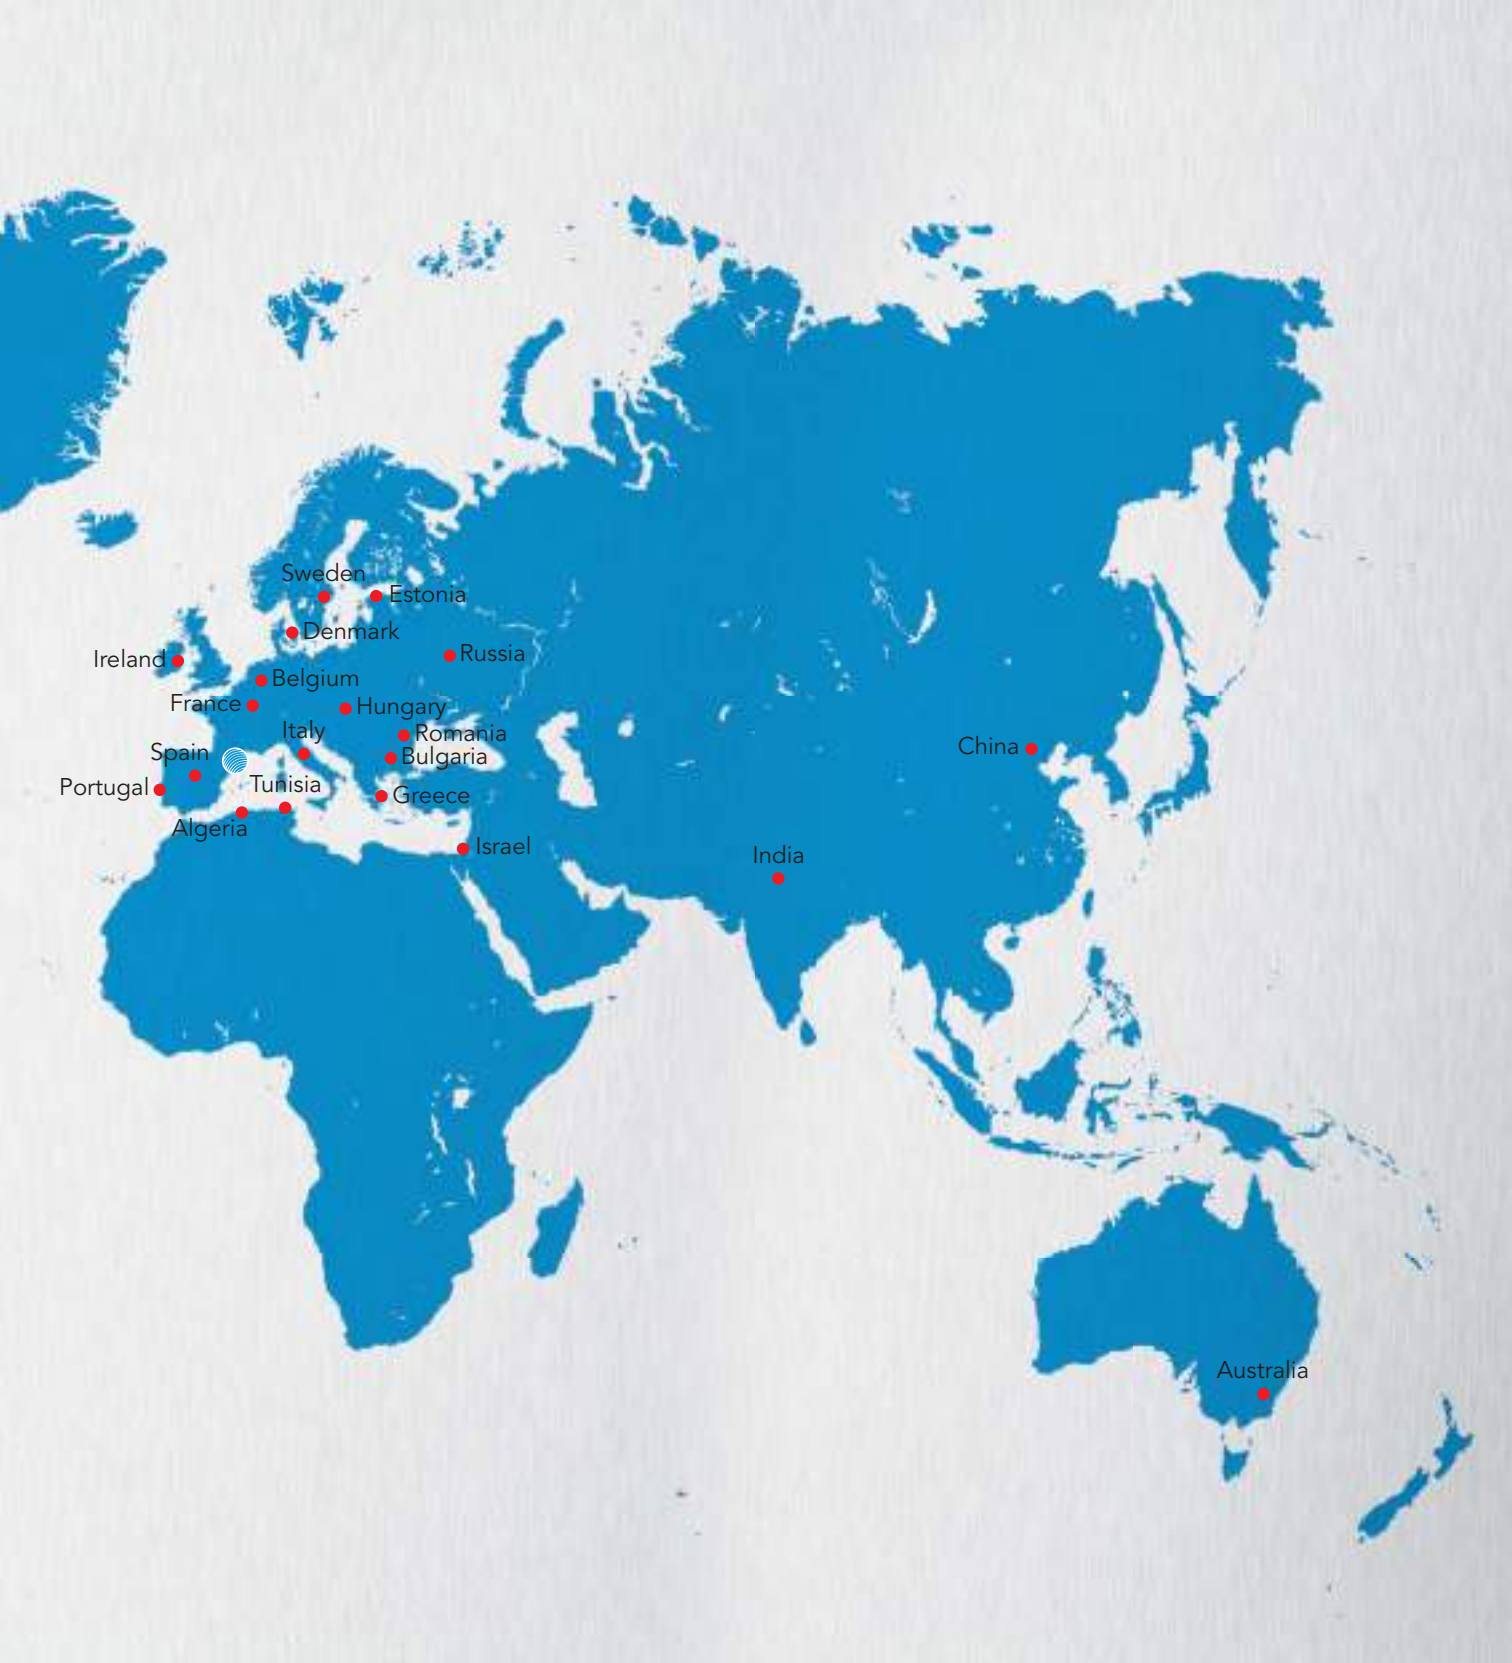 Sweden
Estonia
Denmark
Ireland
Russia
Belgium
France
Hungary
Italy
Romania
Spain
Bulgaria
Portugal
Tunisia
Greece
Algeria
Israel
China
India
Australia